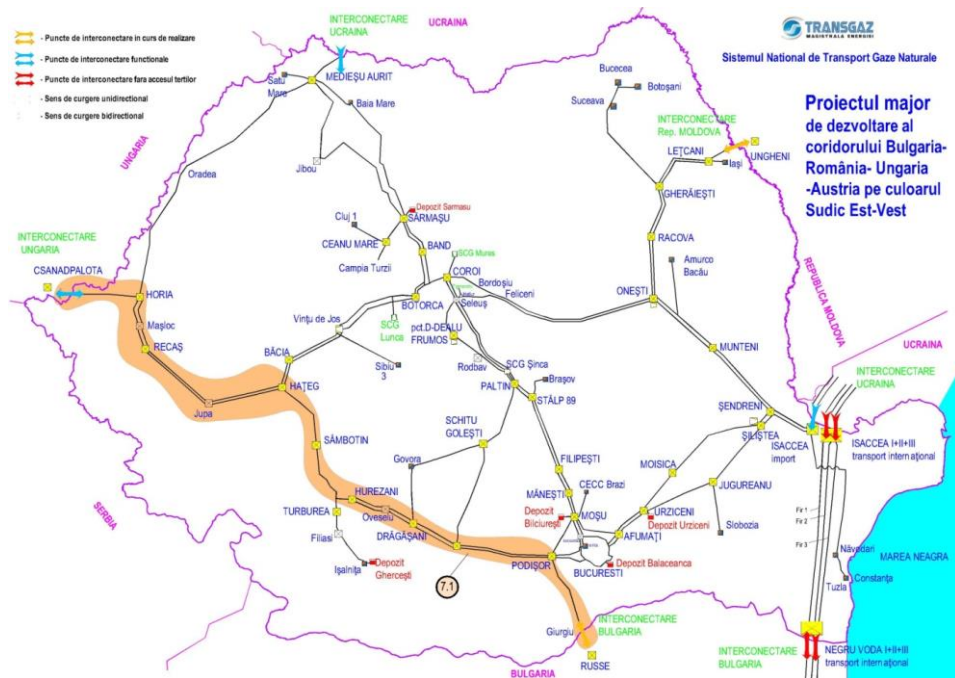 INTERCONECTARE
UCRAINA
UCRAINA
TRANSGAZ
MAGISTRALA ENERGIEI
Sistemul National de Transport Gaze Naturale
- Puncte de interconectare in curs de realizare
- Puncte de interconectare functionale
- Puncte de interconectare fara accesul tertilor
- Sens de curgere unidirectional
- Sens de curgere bidirectional
Proiectul major
de dezvoltare al
coridorului Bulgaria-
România- Ungaria
-Austria pe culoarul
Sudic Est-Vest
MEDIEŞU AURIT
Satu
Mare
Baia Mare
Bucecea
Botoşani
Suceava
INTERCONECTARE
Rep. MOLDOVA
UNGHENI
LEŢCANI
Iaşi
GHERĂIEŞTI
UNGARIA
Oradea
Jibou
Depozit Sarmasu
SĂRMAŞU
Cluj 1
CEANU MARE
Campia Turzii
BAND
SCG Mures
COROI
Bordoşiu
Feliceni
Seleuş
BOTORCA
RACOVA
Amurco
Bacău
ONEŞTI
REPUBLICA MOLDOVA
INTERCONECTARE
UNGARIA
CSANADPALOTA
HORIA
Maşloc
RECAŞ
Vinţu de Jos
SCG
Lunca
pct.D-DEALU
FRUMOS
BĂCIA
Sibiu
3
Rodbav
SCG Şinca
MUNTENI
UCRAINA
INTERCONECTARE
UCRAINA
HAŢEG
Jupa
PALTIN
Braşov
STÂLP 89
ŞENDRENI
ŞILIŞTEA
ISACCEA
import
ISACCEA I+II+III
transport internaţional
SÂMBOTIN
SCHITU
GOLEŞTI
Govora
FILIPEŞTI
MOISICA
CECC Brazi
MĂNEŞTI
JUGUREANU
HUREZANI
TURBUREA
Oveselu
Filiasi
DRĂGĂŞANI
Depozit
Bilciureşti
MOŞU
URZICENI
Depozit Urziceni
Slobozia
Fir 1
Fir 2
Fir 3
SERBIA
AFUMAŢI
Işalniţa
Depozit
Gherceşti
PODIŞOR
BUCURESTI
Depozit Balaceanca
Năvodari
MAREA NEAGRA
Constanţa
Tuzla
7.1
Giurgiu
INTERCONECTARE
BULGARIA
BULGARIA
RUSSE
INTERCONECTARE
BULGARIA
NEGRU VODA I+II+III
transport internaţional